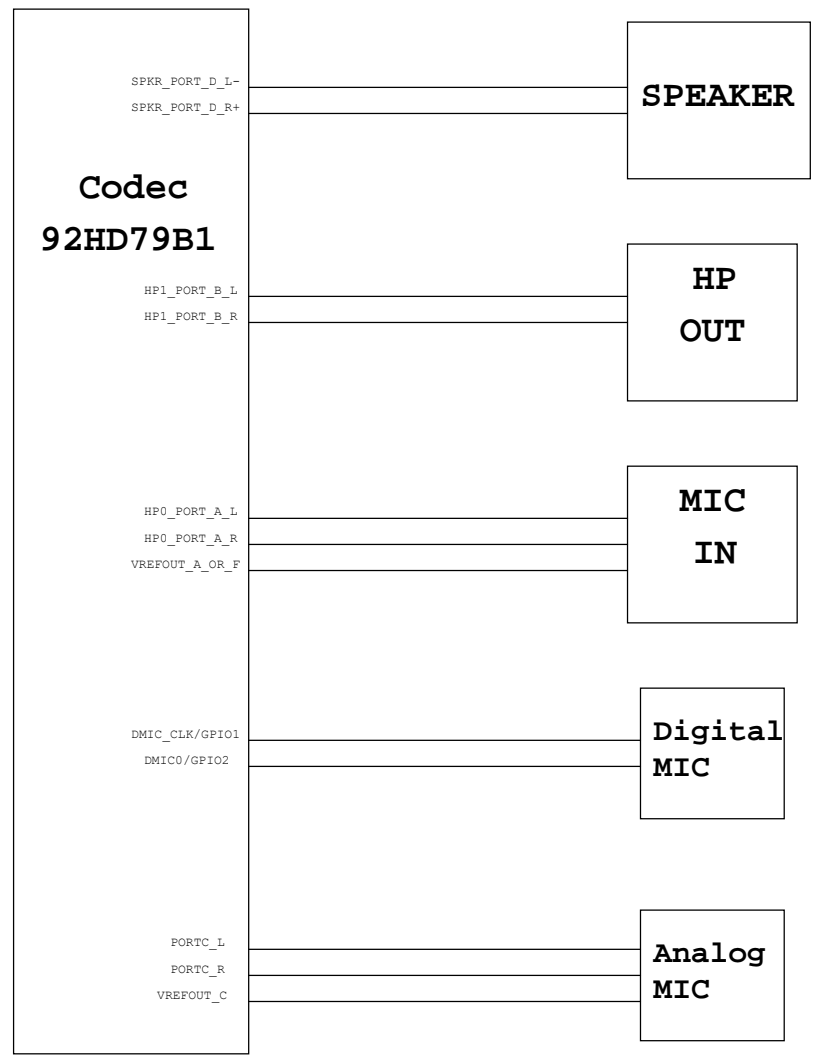 SPKR_PORT_D_L-
SPKR_PORT_D_R+
SPEAKER
Codec
92HD79B1
HP1_PORT_B_L
HP1_PORT_B_R
HP
OUT
HP0_PORT_A_L
HP0_PORT_A_R
VREFOUT_A_OR_F
MIC
IN
DMIC_CLK/GPIO1
DMIC0/GPIO2
Digital
MIC
PORTC_L
PORTC_R
VREFOUT_C
Analog
MIC